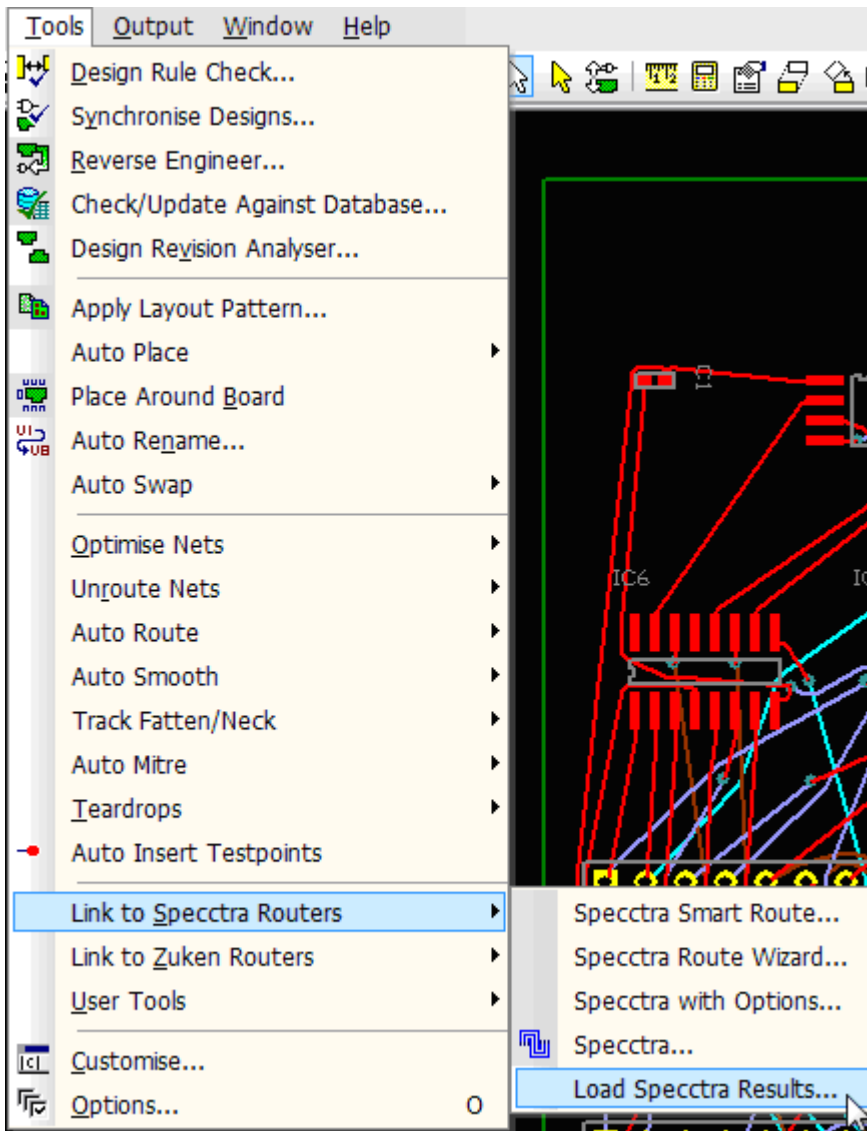 Tools Output Window Help
Design Rule Check...
Synchronise Designs...
Reverse Engineer...
Check/Update Against Database...
Design Revision Analyser...
Apply Layout Pattern...
Auto Place
Place Around Board
Auto Rename...
Auto Swap
Optimise Nets
Unroute Nets
Auto Route
Auto Smooth
Track Fatten/Neck
Auto Mitre
Teardrops
Auto Insert Testpoints
Link to Specctra Routers
Link to Zuken Routers
User Tools
Customise...
Options... O
Specctra Smart Route...
Specctra Route Wizard...
Specctra with Options...
Specctra...
Load Specctra Results...
C1
IC6